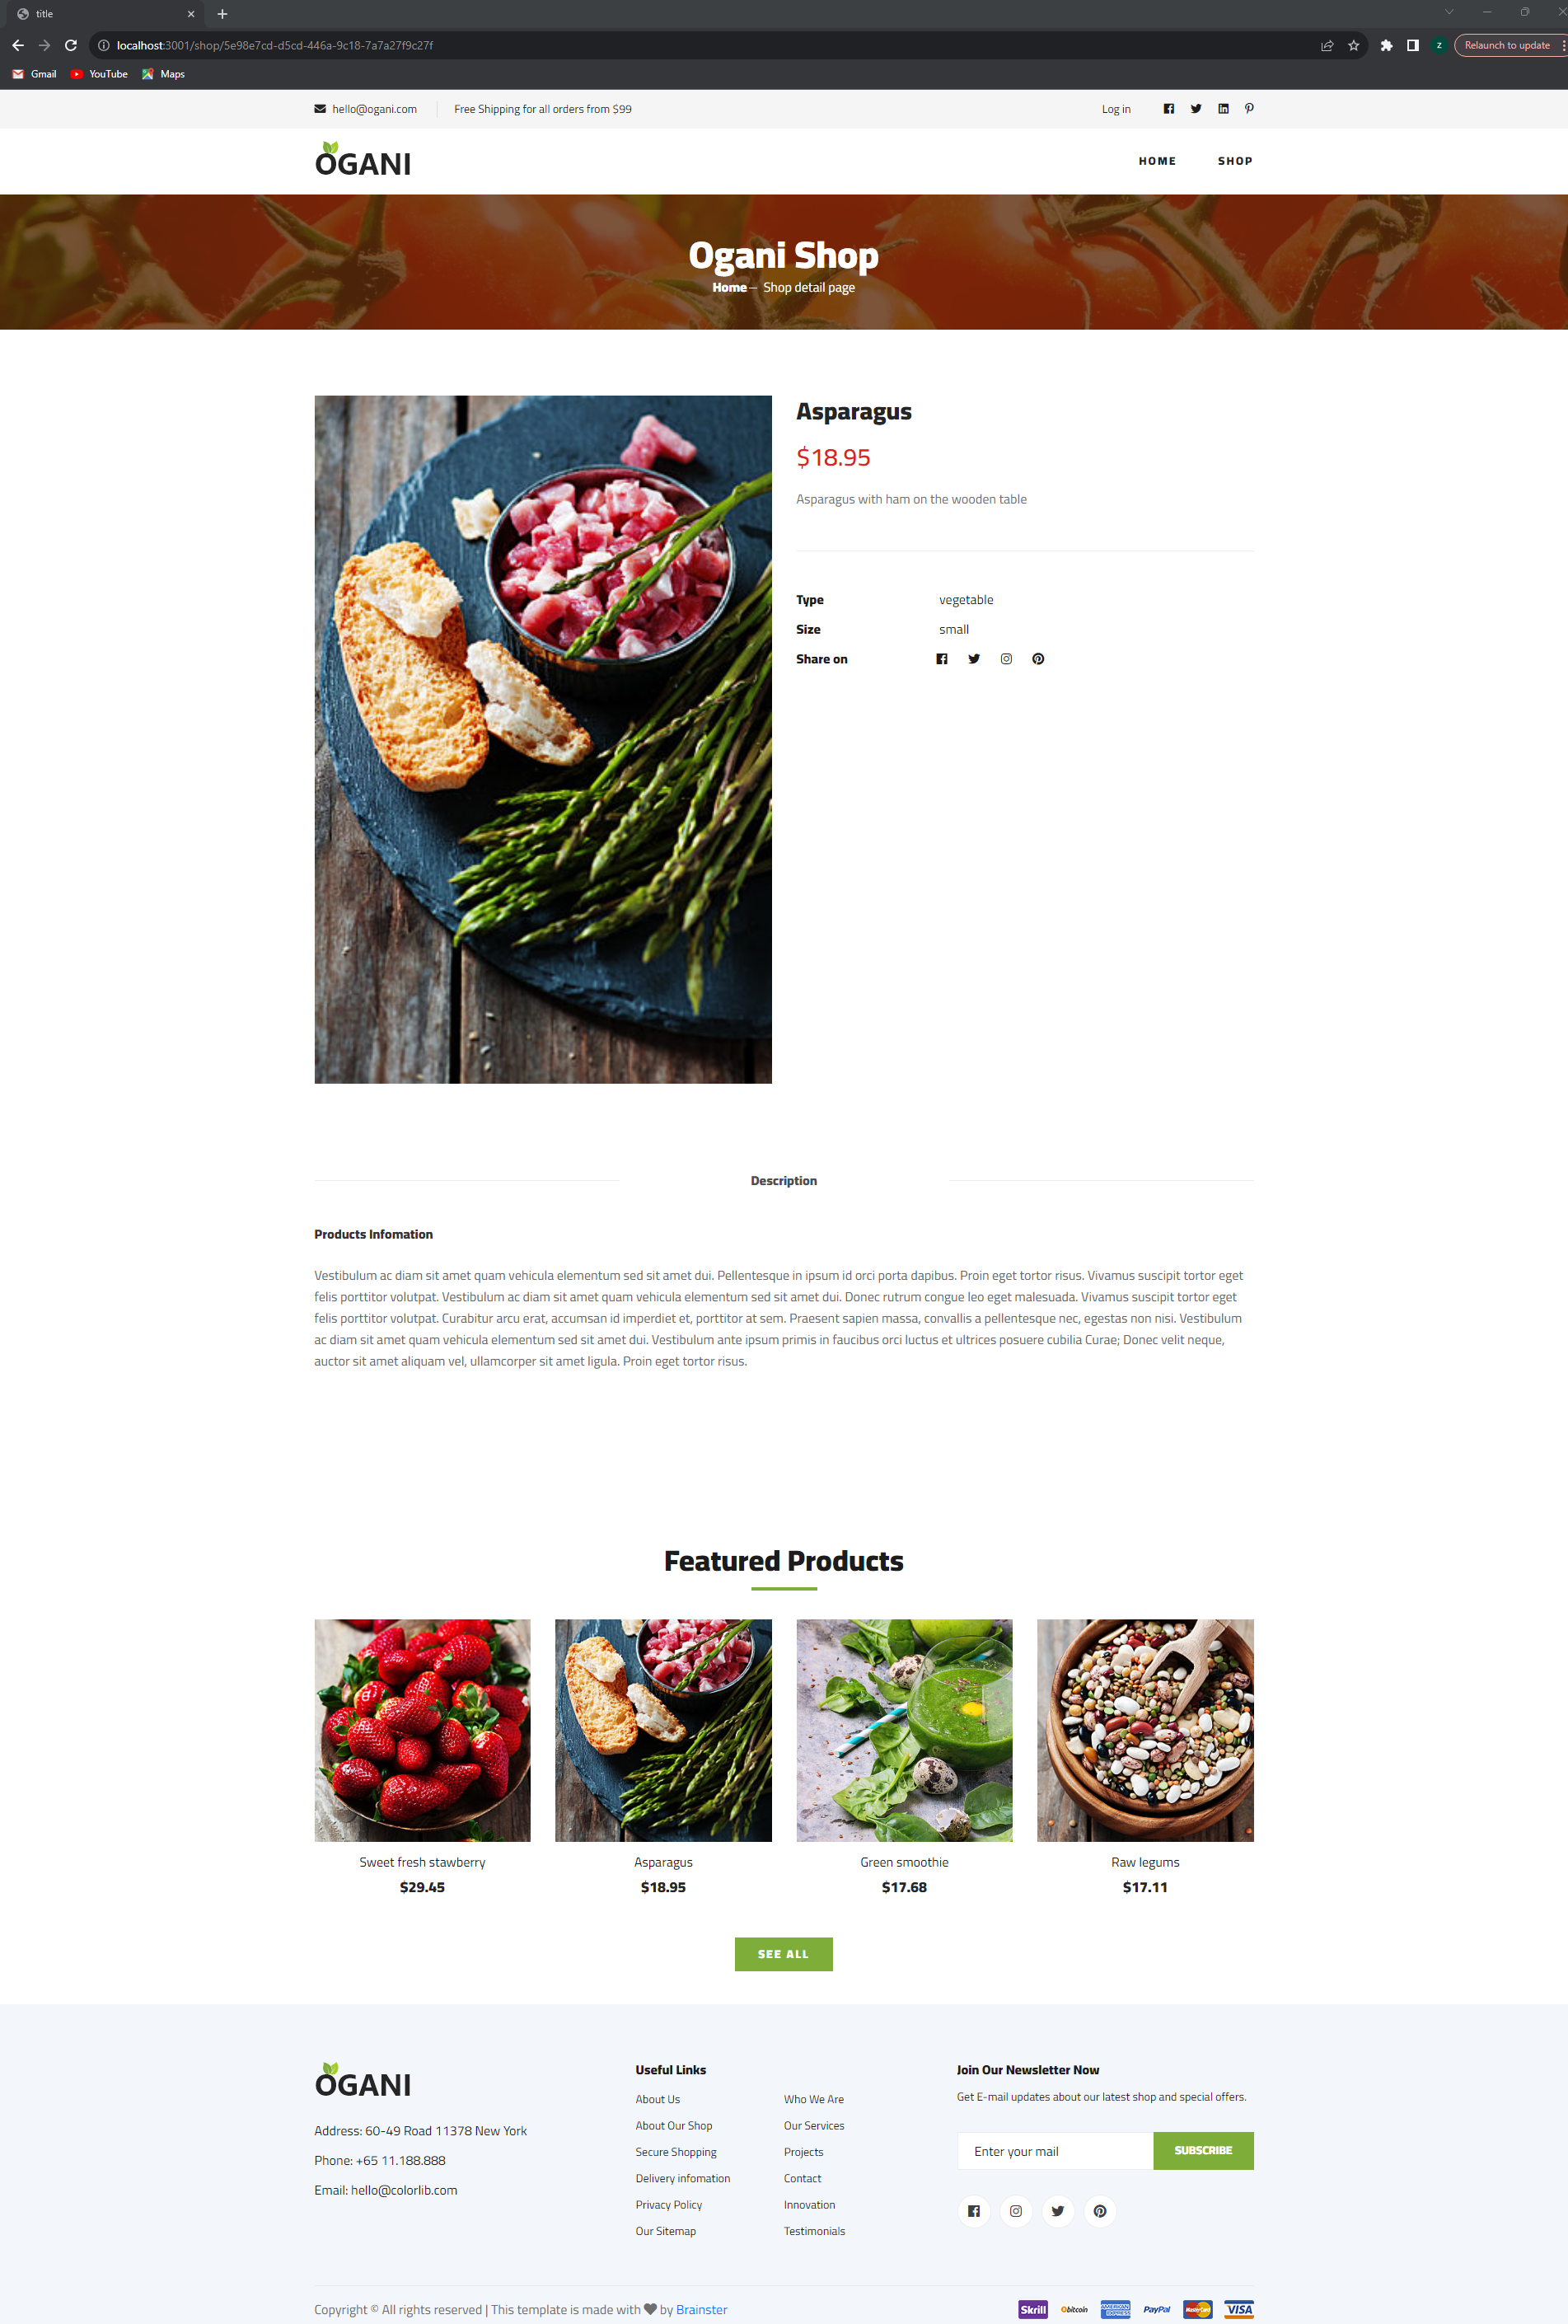 title
localhost:3001/shop/5e98e7cd-d5cd-446a-9c18-7a7a27f9c27f
z
Relaunch to update
Gmail
YouTube
Maps
hello@ogani.com
Free Shipping for all orders from $99
Log in
OGANI
HOME
SHOP
Ogani Shop
Home – Shop detail page
Asparagus
$18.95
Asparagus with ham on the wooden table
Type vegetable
Size small
Share on
Description
Products Infomation
Vestibulum ac diam sit amet quam vehicula elementum sed sit amet dui. Pellentesque in ipsum id orci porta dapibus. Proin eget tortor risus. Vivamus suscipit tortor eget
felis porttitor volutpat. Vestibulum ac diam sit amet quam vehicula elementum sed sit amet dui. Donec rutrum congue leo eget malesuada. Vivamus suscipit tortor eget
felis porttitor volutpat. Curabitur arcu erat, accumsan id imperdiet et, porttitor at sem. Praesent sapien massa, convallis a pellentesque nec, egestas non nisi. Vestibulum
ac diam sit amet quam vehicula elementum sed sit amet dui. Vestibulum ante ipsum primis in faucibus orci luctus et ultrices posuere cubilia Curae; Donec velit neque,
auctor sit amet aliquam vel, ullamcorper sit amet ligula. Proin eget tortor risus.
Featured Products
Sweet fresh stawberry
$29.45
Asparagus
$18.95
Green smoothie
$17.68
Raw legums
$17.11
SEE ALL
OGANI
Address: 60-49 Road 11378 New York
Phone: +65 11.188.888
Email: hello@colorlib.com
Useful Links
About Us
About Our Shop
Secure Shopping
Delivery infomation
Privacy Policy
Our Sitemap
Who We Are
Our Services
Projects
Contact
Innovation
Testimonials
Join Our Newsletter Now
Get E-mail updates about our latest shop and special offers.
Enter your mail
SUBSCRIBE
Copyright © All rights reserved | This template is made with by Brainster
Skrill
bitcoin
AMERICAN EXPRESS
PayPal
MasterCard
VISA